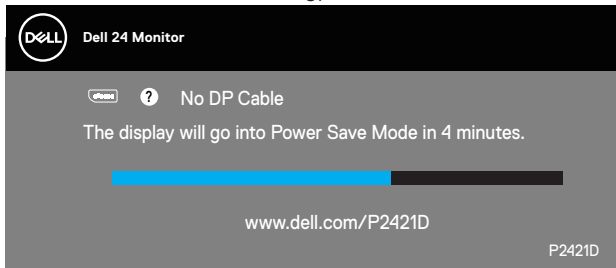 DELL
Dell 24 Monitor
? No DP Cable
The display will go into Power Save Mode in 4 minutes.
www.dell.com/P2421D
P2421D